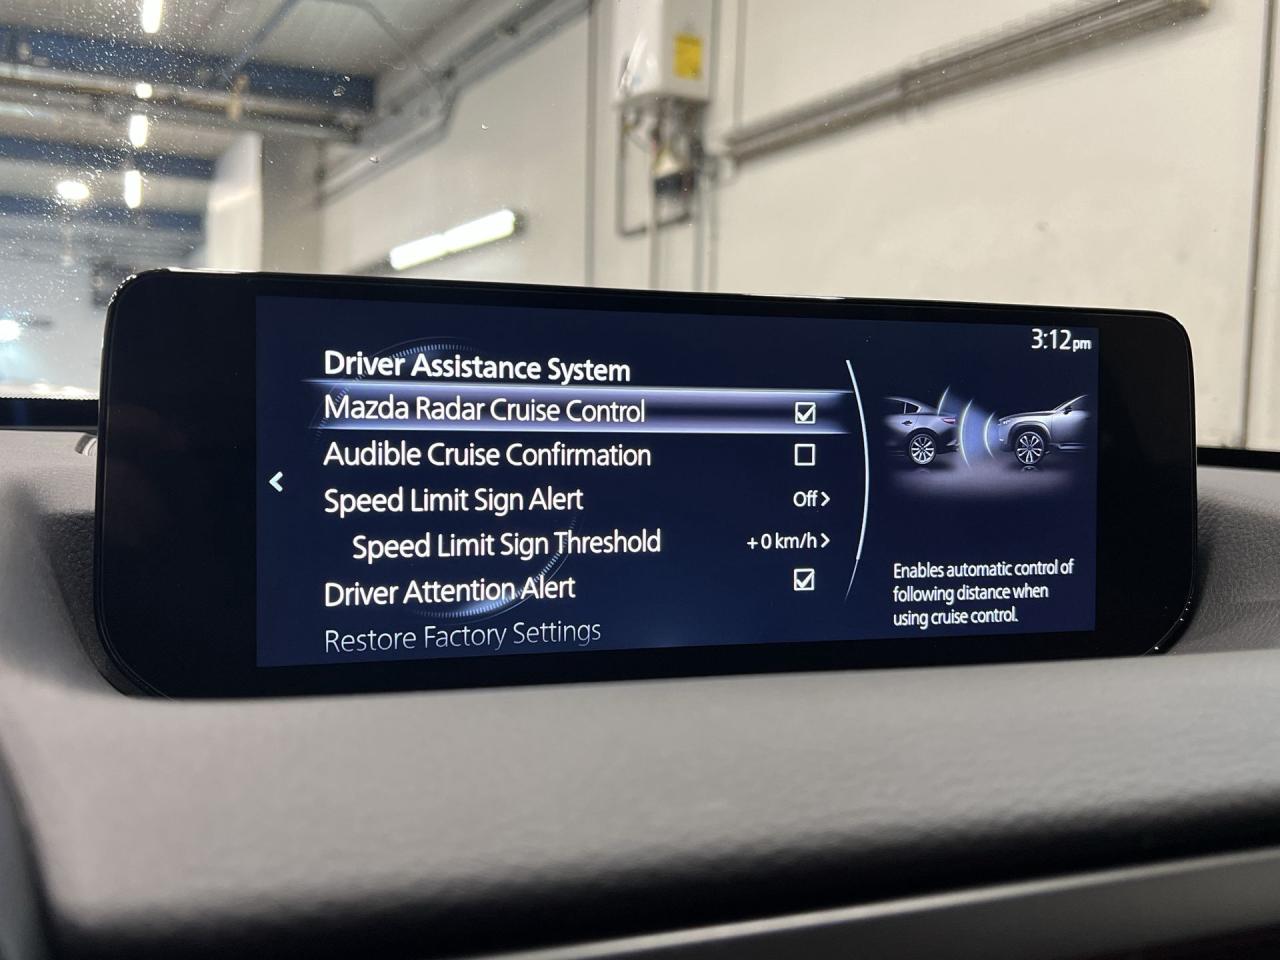 3:12pm
Driver Assistance System
Mazda Radar Cruise Control
Audible Cruise Confirmation
Speed Limit Sign Alert Off
Speed Limit Sign Threshold +0 km/h
Driver Attention Alert
Restore Factory Settings
Enables automatic control of
following distance when
using cruise control.